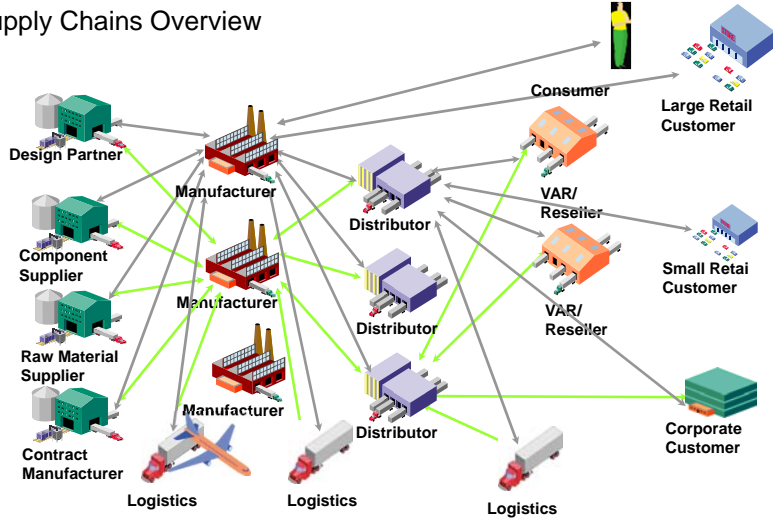 upply Chains Overview
Consumer
Large Retail
Customer
Design Partner
Manufacturer
VAR/
Reseller
Distributor
Component
Supplier
Manufacturer
Small Retai
Customer
VAR/
Reseller
Distributor
Raw Material
Supplier
Manufacturer
Distributor
Corporate
Customer
Contract
Manufacturer
Logistics
Logistics
Logistics